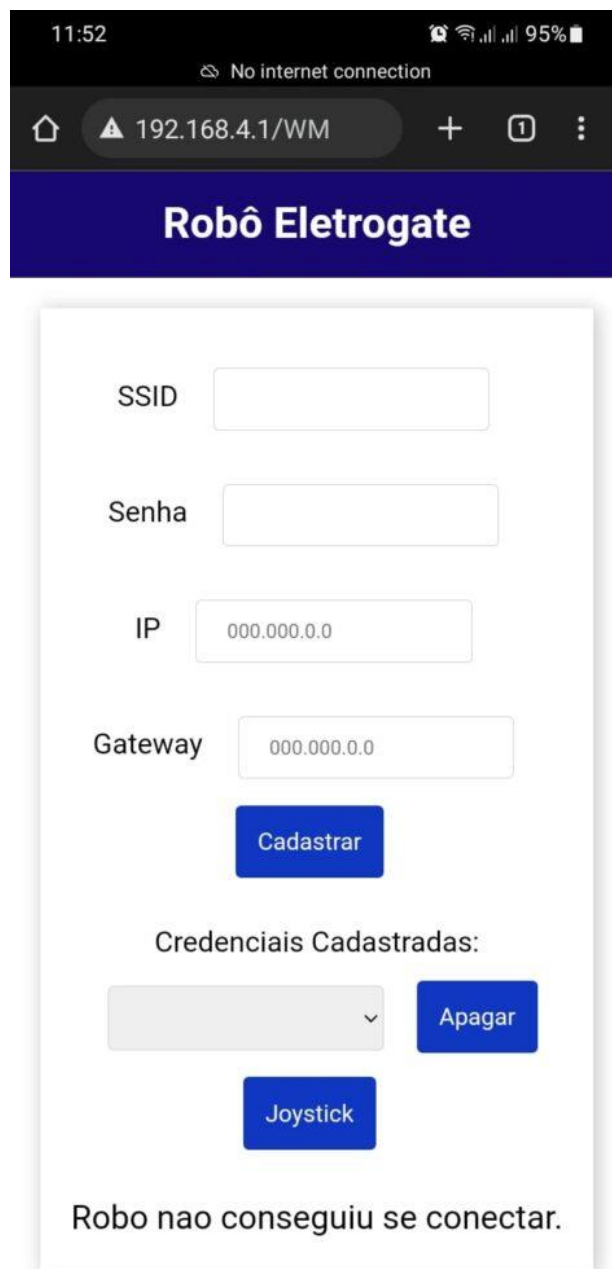 11:52 95%
No internet connection
192.168.4.1/WM 1
Robô Eletrogate
SSID
Senha
IP 000.000.0.0
Gateway 000.000.0.0
Cadastrar
Credenciais Cadastradas:
Apagar
Joystick
Robo nao conseguiu se conectar.